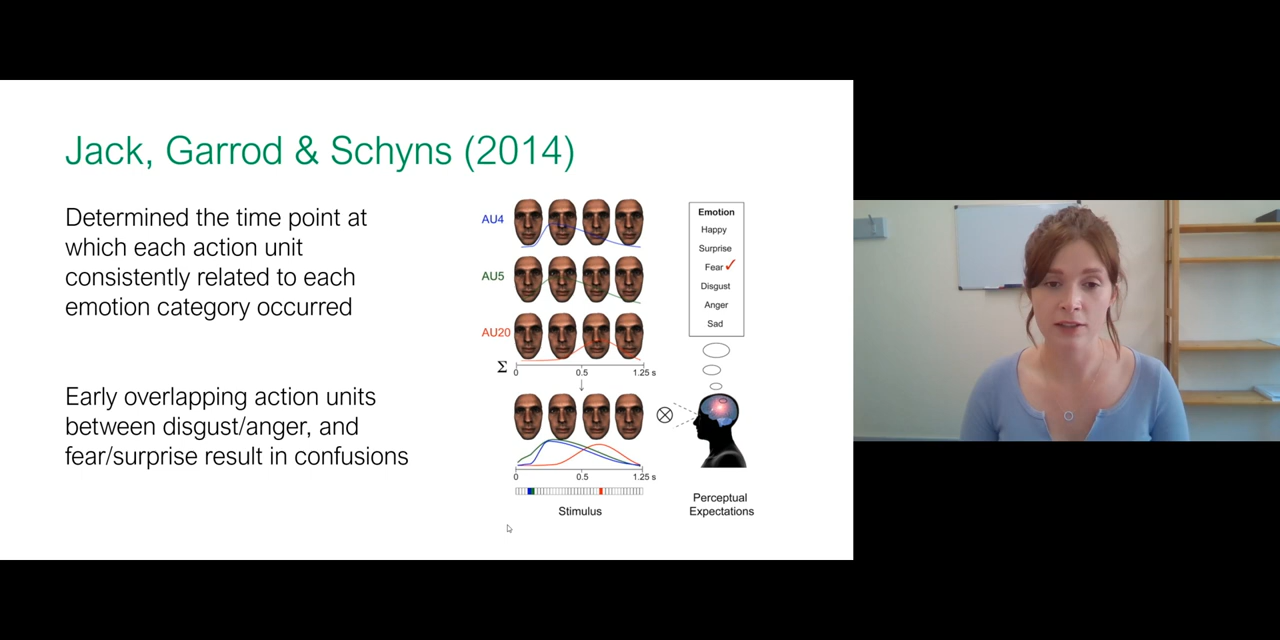 Jack, Garrod & Schyns (2014)
Determined the time point at
which each action unit
consistently related to each
emotion category occurred
Early overlapping action units
between disgust/anger, and
fear/surprise result in confusions
AU4
AU5
AU20
Σ
0 0.5 1.25 s
0 0.5 1.25 s
Stimulus
Emotion
Happy
Surprise
Fear ✓
Disgust
Anger
Sad
Perceptual
Expectations